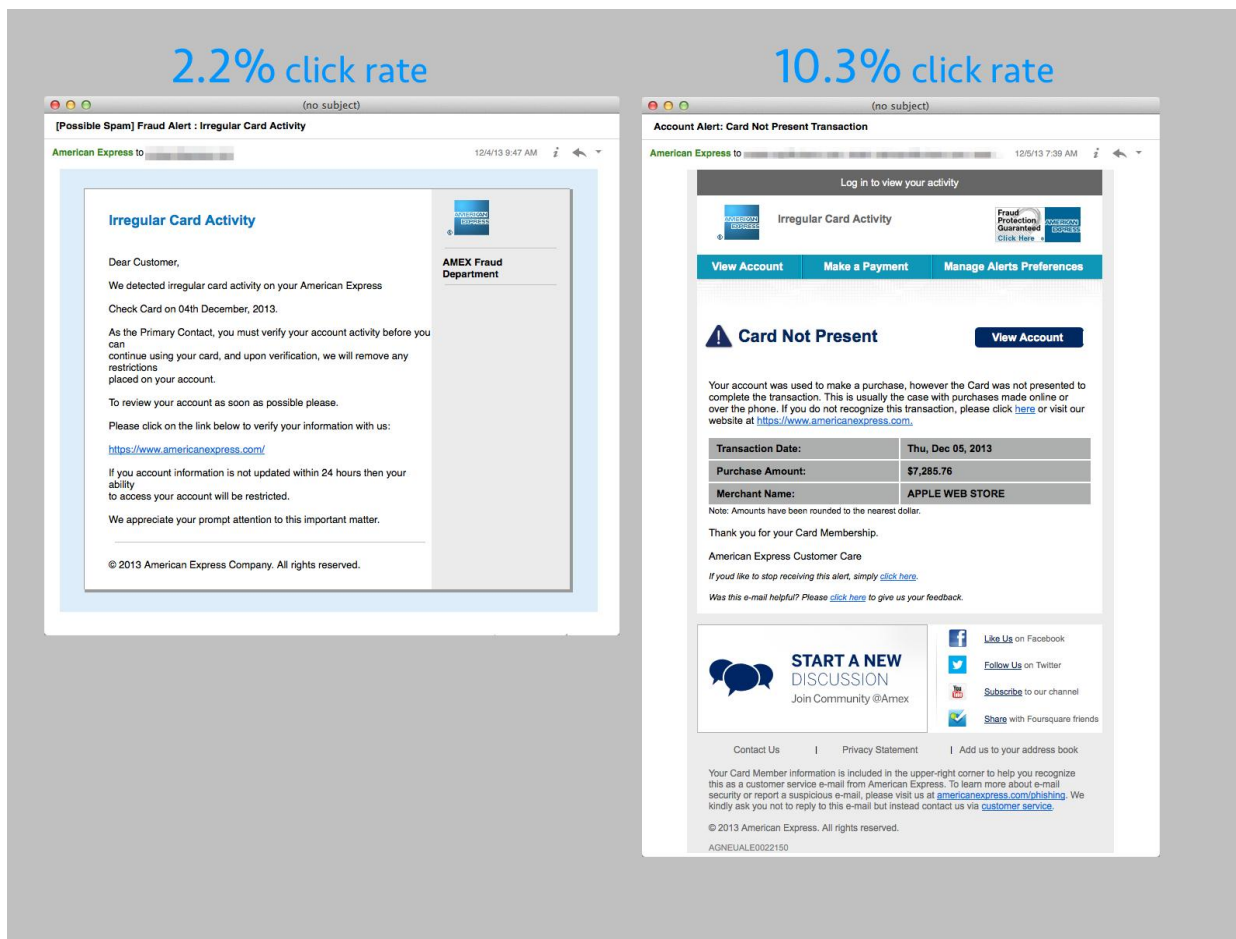 2.2% click rate
(no subject)
[Possible Spam] Fraud Alert : Irregular Card Activity
American Express to
12/4/13 9:47 AM
Irregular Card Activity
AMERICAN EXPRESS
®
AMEX Fraud
Department
Dear Customer,
We detected irregular card activity on your American Express
Check Card on 04th December, 2013.
As the Primary Contact, you must verify your account activity before you
can
continue using your card, and upon verification, we will remove any
restrictions
placed on your account.
To review your account as soon as possible please.
Please click on the link below to verify your information with us:
https://www.americanexpress.com/
If you account information is not updated within 24 hours then your
ability
to access your account will be restricted.
We appreciate your prompt attention to this important matter.
© 2013 American Express Company. All rights reserved.
10.3% click rate
(no subject)
Account Alert: Card Not Present Transaction
American Express to
12/5/13 7:39 AM
Log in to view your activity
AMERICAN EXPRESS
®
Irregular Card Activity
Fraud
Protection
Guaranteed
Click Here
AMERICAN EXPRESS
View Account Make a Payment Manage Alerts Preferences
Card Not Present
View Account
Your account was used to make a purchase, however the Card was not presented to
complete the transaction. This is usually the case with purchases made online or
over the phone. If you do not recognize this transaction, please click here or visit our
website at https://www.americanexpress.com.
Transaction Date: Thu, Dec 05, 2013
Purchase Amount: $7,285.76
Merchant Name: APPLE WEB STORE
Note: Amounts have been rounded to the nearest dollar.
Thank you for your Card Membership.
American Express Customer Care
If youd like to stop receiving this alert, simply click here.
Was this e-mail helpful? Please click here to give us your feedback.
START A NEW
DISCUSSION
Join Community @Amex
Like Us on Facebook
Follow Us on Twitter
You Tube
Subscribe to our channel
Share with Foursquare friends
Contact Us | Privacy Statement | Add us to your address book
Your Card Member information is included in the upper-right corner to help you recognize
this as a customer service e-mail from American Express. To learn more about e-mail
security or report a suspicious e-mail, please visit us at americanexpress.com/phishing. We
kindly ask you not to reply to this e-mail but instead contact us via customer service.
© 2013 American Express. All rights reserved.
AGNEUALE0022150